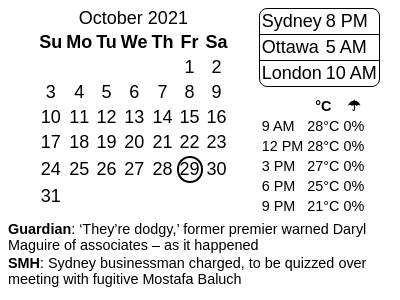 October 2021
Su Mo Tu We Th Fr Sa
1 2
3 4 5 6 7 8 9
10 11 12 13 14 15 16
17 18 19 20 21 22 23
24 25 26 27 28 29 30
31
Sydney 8 PM
Ottawa 5 AM
London 10 AM
°C ☂
9 AM 28°C 0%
12 PM 28°C 0%
3 PM 27°C 0%
6 PM 25°C 0%
9 PM 21°C 0%
Guardian: ‘They’re dodgy,’ former premier warned Daryl
Maguire of associates – as it happened
SMH: Sydney businessman charged, to be quizzed over
meeting with fugitive Mostafa Baluch